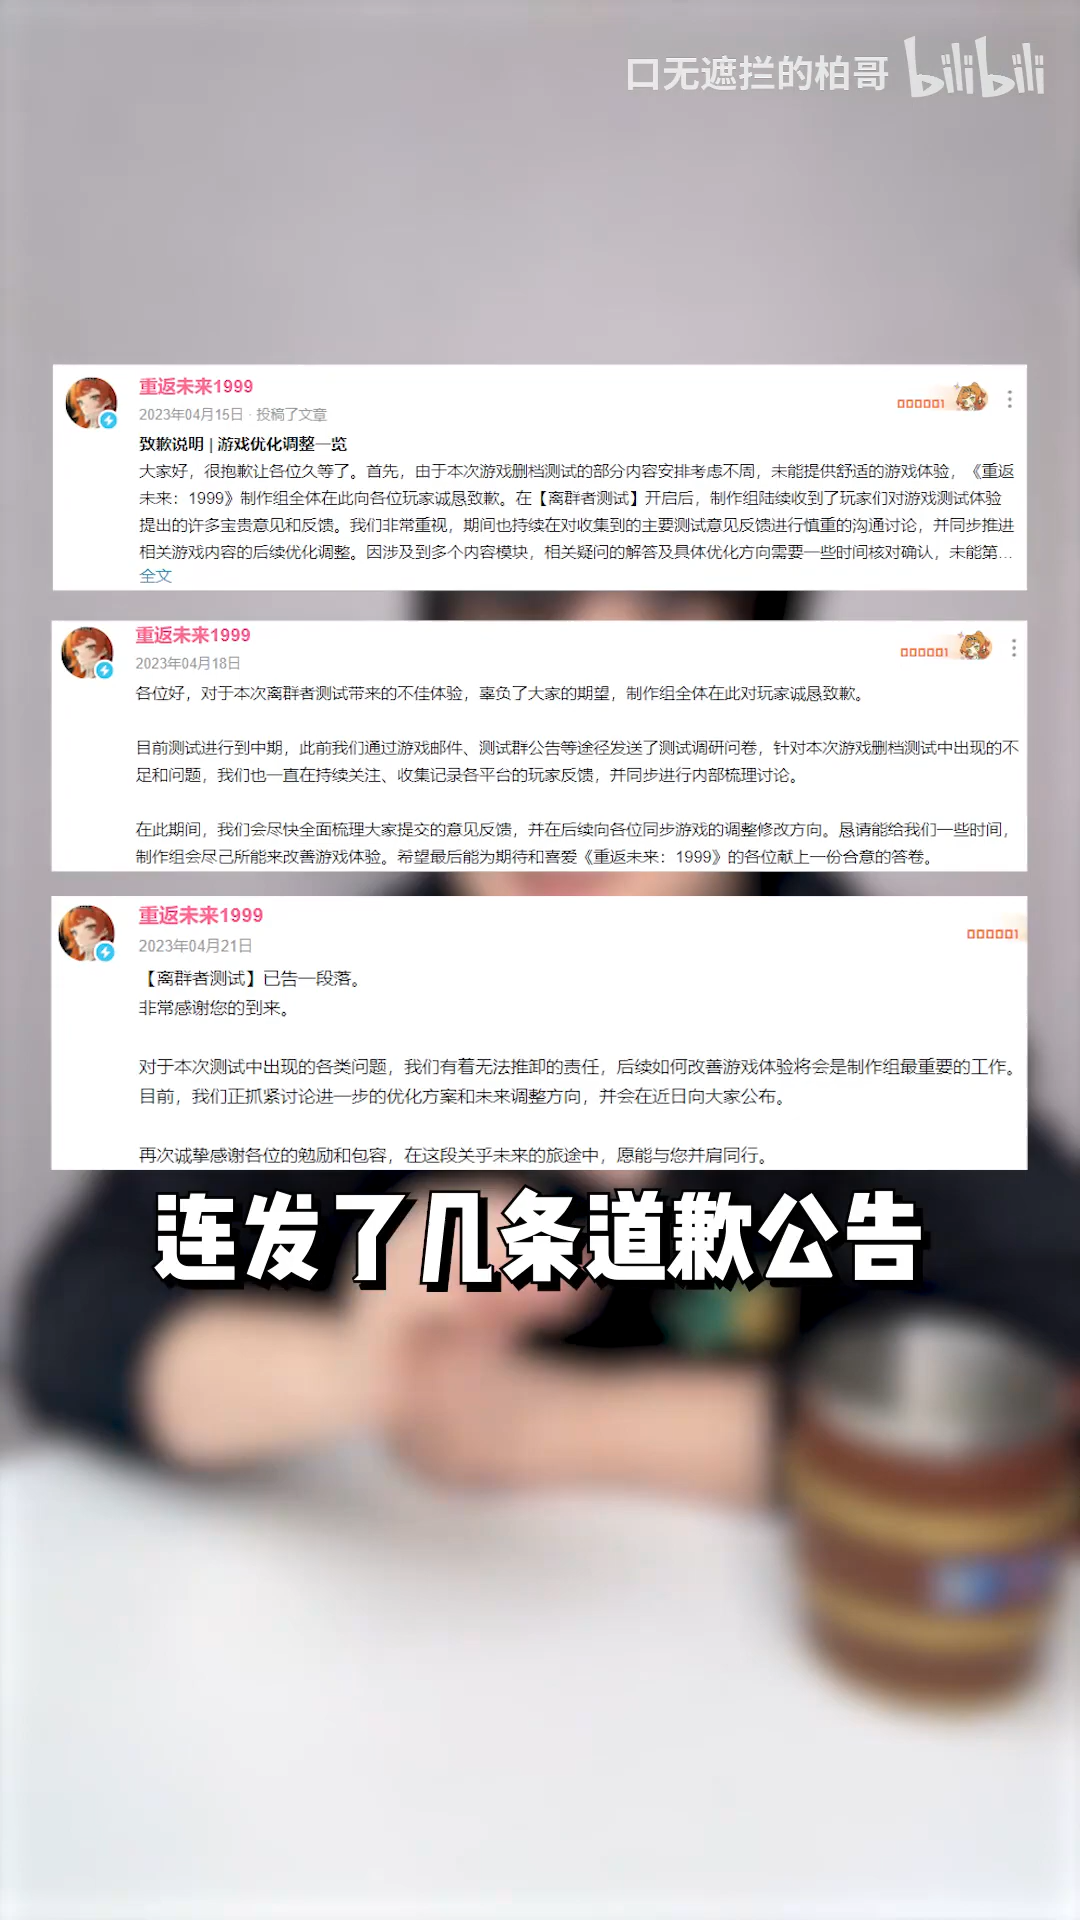 口无遮拦的柏哥 bilibili
重返未来1999
2023年04月15日 · 投稿了文章
000001
致歉说明 | 游戏优化调整一览
大家好，很抱歉让各位久等了。首先，由于本次游戏删档测试的部分内容安排考虑不周，未能提供舒适的游戏体验，《重返
未来：1999》制作组全体在此向各位玩家诚恳致歉。在【离群者测试】开启后，制作组陆续收到了玩家们对游戏测试体验
提出的许多宝贵意见和反馈。我们非常重视，期间也持续在对收集到的主要测试意见反馈进行慎重的沟通讨论，并同步推进
相关游戏内容的后续优化调整。因涉及到多个内容模块，相关疑问的解答及具体优化方向需要一些时间核对确认，未能第...
全文
重返未来1999
2023年04月18日
000001
各位好，对于本次离群者测试带来的不佳体验，辜负了大家的期望，制作组全体在此对玩家诚恳致歉。
目前测试进行到中期，此前我们通过游戏邮件、测试群公告等途径发送了测试调研问卷，针对本次游戏删档测试中出现的不
足和问题，我们也一直在持续关注、收集记录各平台的玩家反馈，并同步进行内部梳理讨论。
在此期间，我们会尽快全面梳理大家提交的意见反馈，并在后续向各位同步游戏的调整修改方向。恳请能给我们一些时间，
制作组会尽己所能来改善游戏体验。希望最后能为期待和喜爱《重返未来：1999》的各位献上一份合意的答卷。
重返未来1999
2023年04月21日
000001
【离群者测试】已告一段落。
非常感谢您的到来。
对于本次测试中出现的各类问题，我们有着无法推卸的责任，后续如何改善游戏体验将会是制作组最重要的工作。
目前，我们正抓紧讨论进一步的优化方案和未来调整方向，并会在近日向大家公布。
再次诚挚感谢各位的勉励和包容，在这段关乎未来的旅途中，愿能与您并肩同行。
连发了几条道歉公告